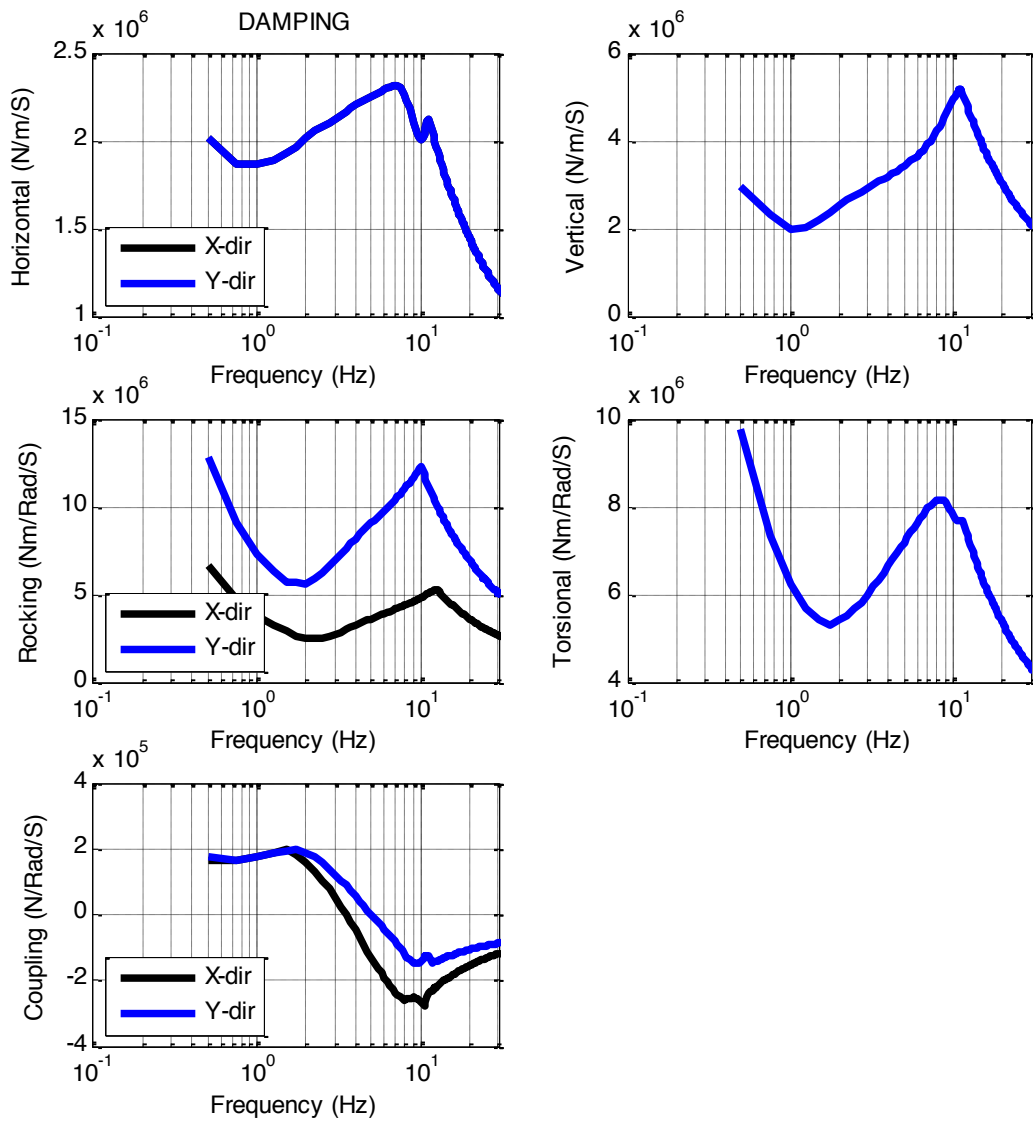 DAMPING
x 10^6
2.5
2
1.5
1
Horizontal (N/m/S)
X-dir
Y-dir
10^-1 10^0 10^1
Frequency (Hz)
x 10^6
6
4
2
0
Vertical (N/m/S)
10^-1 10^0 10^1
Frequency (Hz)
x 10^6
15
10
5
0
Rocking (Nm/Rad/S)
X-dir
Y-dir
10^-1 10^0 10^1
Frequency (Hz)
x 10^6
10
8
6
4
Torsional (Nm/Rad/S)
10^-1 10^0 10^1
Frequency (Hz)
x 10^5
4
2
0
-2
-4
Coupling (N/Rad/S)
X-dir
Y-dir
10^-1 10^0 10^1
Frequency (Hz)